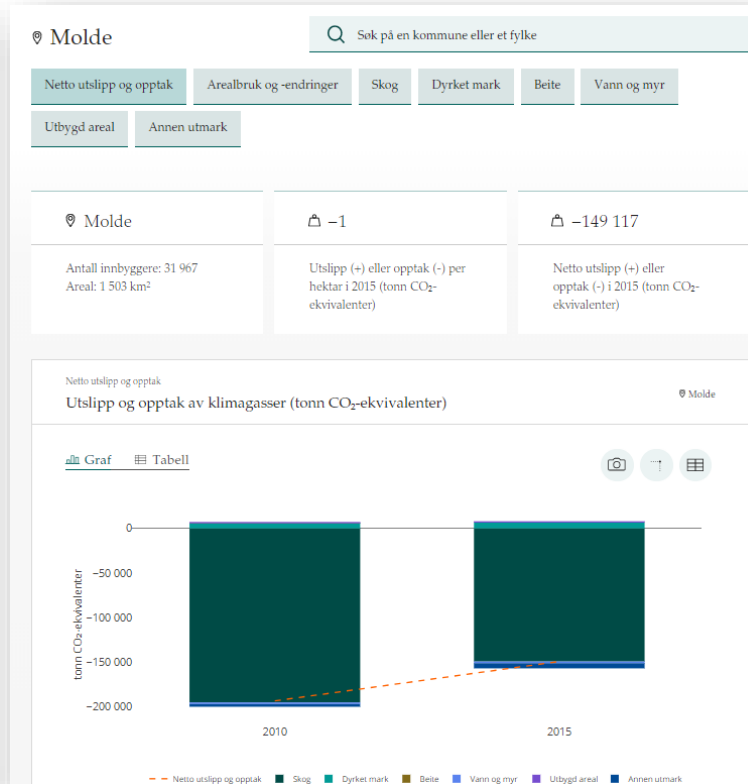 Molde
Søk på en kommune eller et fylke
Netto utslipp og opptak
Arealbruk og -endringer
Skog
Dyrket mark
Beite
Vann og myr
Utbygd areal
Annen utmark
Molde
Antall innbyggere: 31 967
Areal: 1 503 km²
−1
Utslipp (+) eller opptak (-) per
hektar i 2015 (tonn CO₂-
ekvivalenter)
−149 117
Netto utslipp (+) eller
opptak (-) i 2015 (tonn CO₂-
ekvivalenter)
Netto utslipp og opptak
Utslipp og opptak av klimagasser (tonn CO₂-ekvivalenter)
Molde
Graf
Tabell
tonn CO₂-ekvivalenter
0
−50 000
−100 000
−150 000
−200 000
2010
2015
Netto utslipp og opptak
Skog
Dyrket mark
Beite
Vann og myr
Utbygd areal
Annen utmark